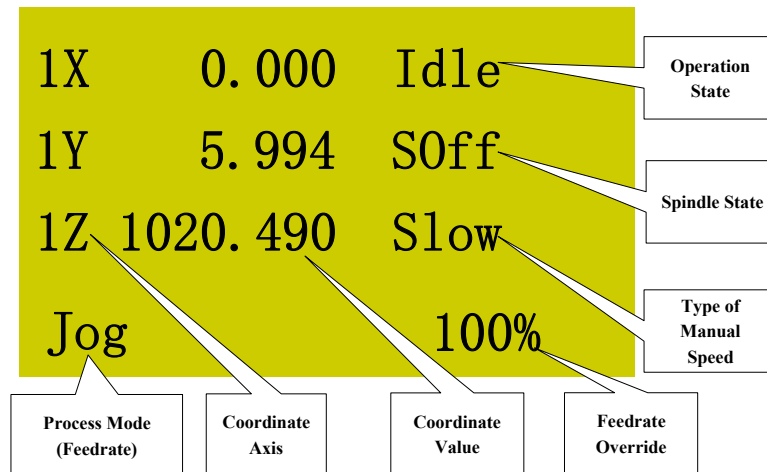 1X 0.000 Idle
1Y 5.994 SOff
1Z 1020.490 Slow
Jog 100%
Operation
State
Spindle State
Type of
Manual
Speed
Process Mode
(Feedrate)
Coordinate
Axis
Coordinate
Value
Feedrate
Override